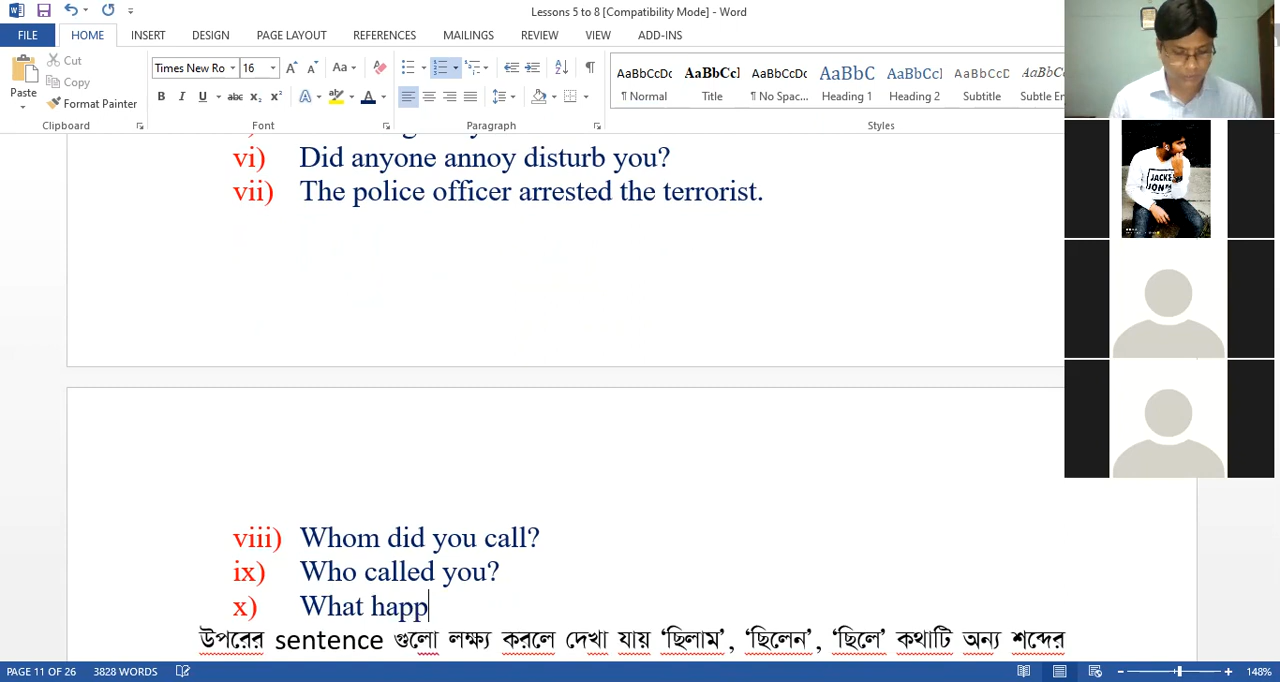 Lessons 5 to 8 [Compatibility Mode] - Word
FILE HOME INSERT DESIGN PAGE LAYOUT REFERENCES MAILINGS REVIEW VIEW ADD-INS
Cut
Copy
Format Painter
Paste
Times New Ro 16
AaBbCcDc AaBbCcl AaBbCcDc AaBbC AaBbCcl AaBbCcD AaBbCcD
¶ Normal Title ¶ No Spac... Heading 1 Heading 2 Subtitle Subtle Em
Clipboard Font Paragraph Styles
vi) Did anyone annoy disturb you?
vii) The police officer arrested the terrorist.
JACK
JONES
viii) Whom did you call?
ix) Who called you?
x) What happ
উপরের sentence গুলো লক্ষ্য করলে দেখা যায় ‘ছিলাম’, ‘ছিলেন’, ‘ছিলে’ কথাটি অন্য শব্দের
PAGE 11 OF 26 3828 WORDS 148%